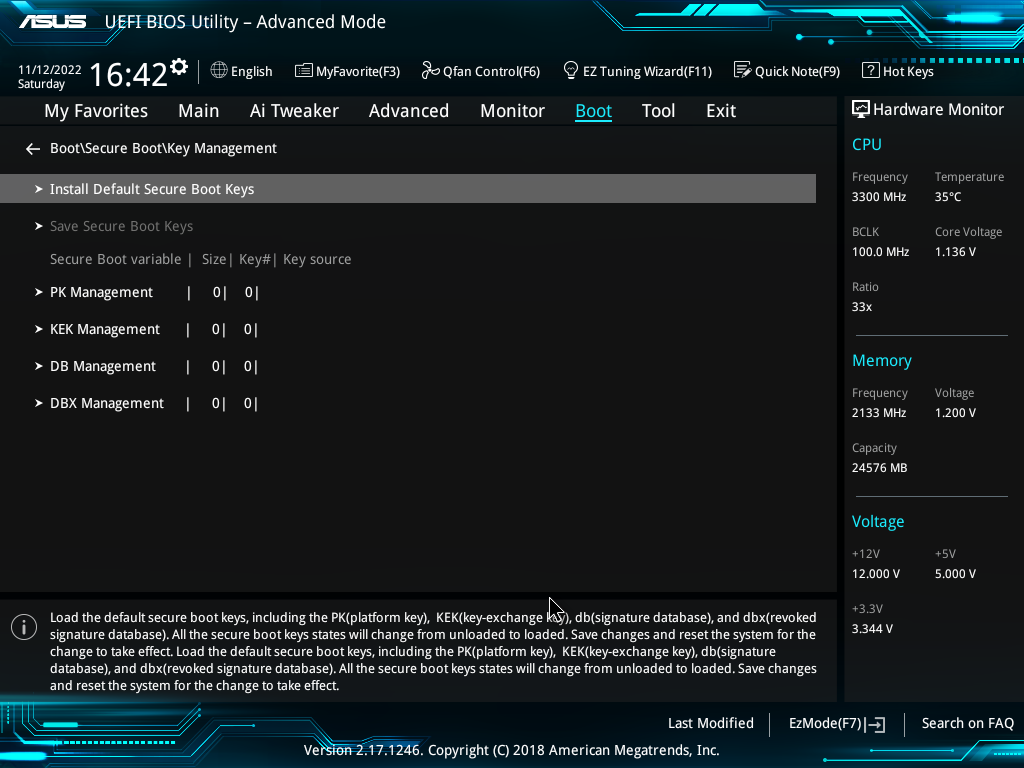 ASUS UEFI BIOS Utility – Advanced Mode
11/12/2022
Saturday
16:42
English
MyFavorite(F3)
Qfan Control(F6)
EZ Tuning Wizard(F11)
Quick Note(F9)
? Hot Keys
My Favorites Main Ai Tweaker Advanced Monitor Boot Tool Exit
Boot\Secure Boot\Key Management
Install Default Secure Boot Keys
Save Secure Boot Keys
Secure Boot variable | Size| Key#| Key source
PK Management | 0| 0|
KEK Management | 0| 0|
DB Management | 0| 0|
DBX Management | 0| 0|
Load the default secure boot keys, including the PK(platform key),  KEK(key-exchange key), db(signature database), and dbx(revoked
signature database). All the secure boot keys states will change from unloaded to loaded. Save changes and reset the system for the
change to take effect. Load the default secure boot keys, including the PK(platform key),  KEK(key-exchange key), db(signature
database), and dbx(revoked signature database). All the secure boot keys states will change from unloaded to loaded. Save changes
and reset the system for the change to take effect.
Hardware Monitor
CPU
Frequency Temperature
3300 MHz 35°C
BCLK Core Voltage
100.0 MHz 1.136 V
Ratio
33x
Memory
Frequency Voltage
2133 MHz 1.200 V
Capacity
24576 MB
Voltage
+12V +5V
12.000 V 5.000 V
+3.3V
3.344 V
Last Modified EzMode(F7) Search on FAQ
Version 2.17.1246. Copyright (C) 2018 American Megatrends, Inc.